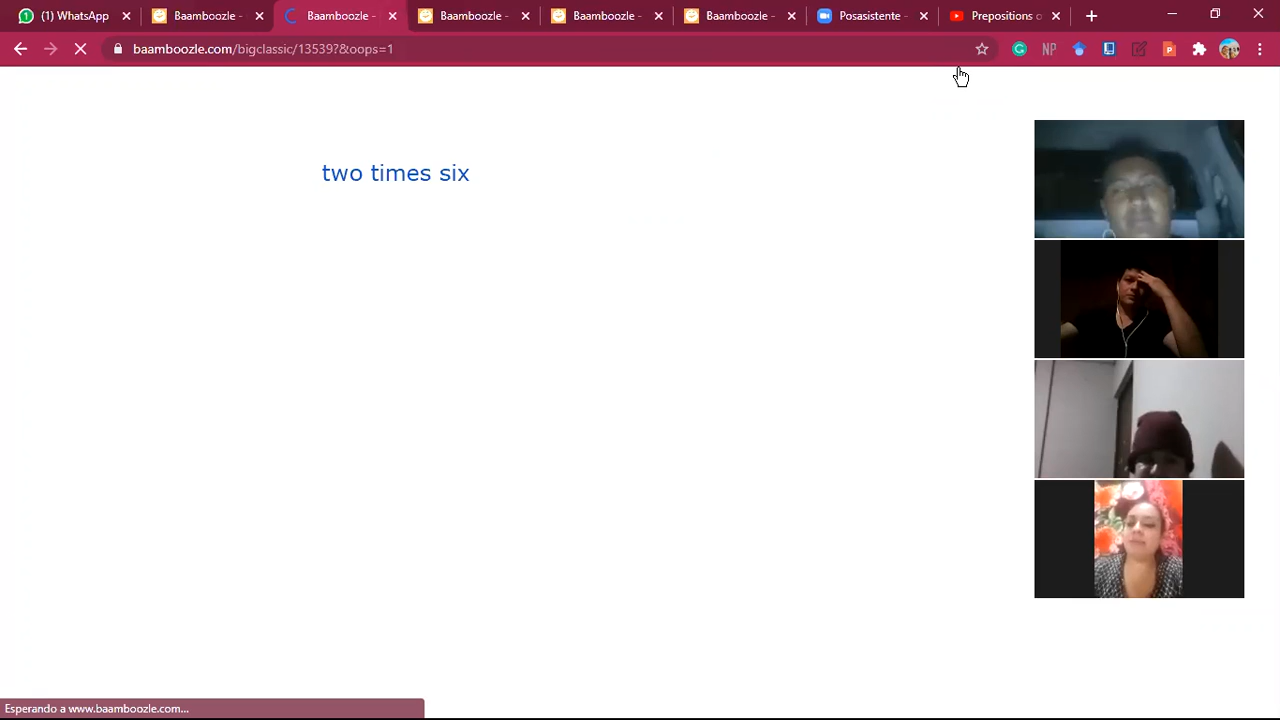 (1) WhatsApp
Baamboozle -
Baamboozle -
Baamboozle -
Baamboozle -
Baamboozle -
Posasistente -
Prepositions o
baamboozle.com/bigclassic/13539?&oops=1
NP
two times six
Esperando a www.baamboozle.com...